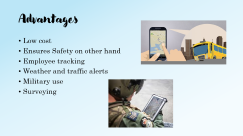 Advantages
• Low cost
• Ensures Safety on other hand
• Employee tracking
• Weather and traffic alerts
• Military use
• Surveying